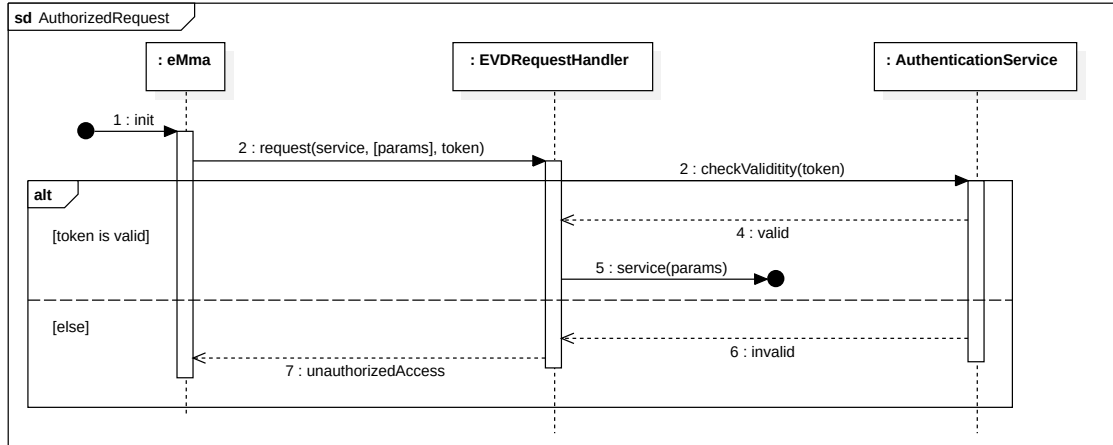 sd AuthorizedRequest
: eMma
: EVDRequestHandler
: AuthenticationService
1 : init
2 : request(service, [params], token)
2 : checkValiditity(token)
alt
[token is valid]
4 : valid
5 : service(params)
[else]
6 : invalid
7 : unauthorizedAccess